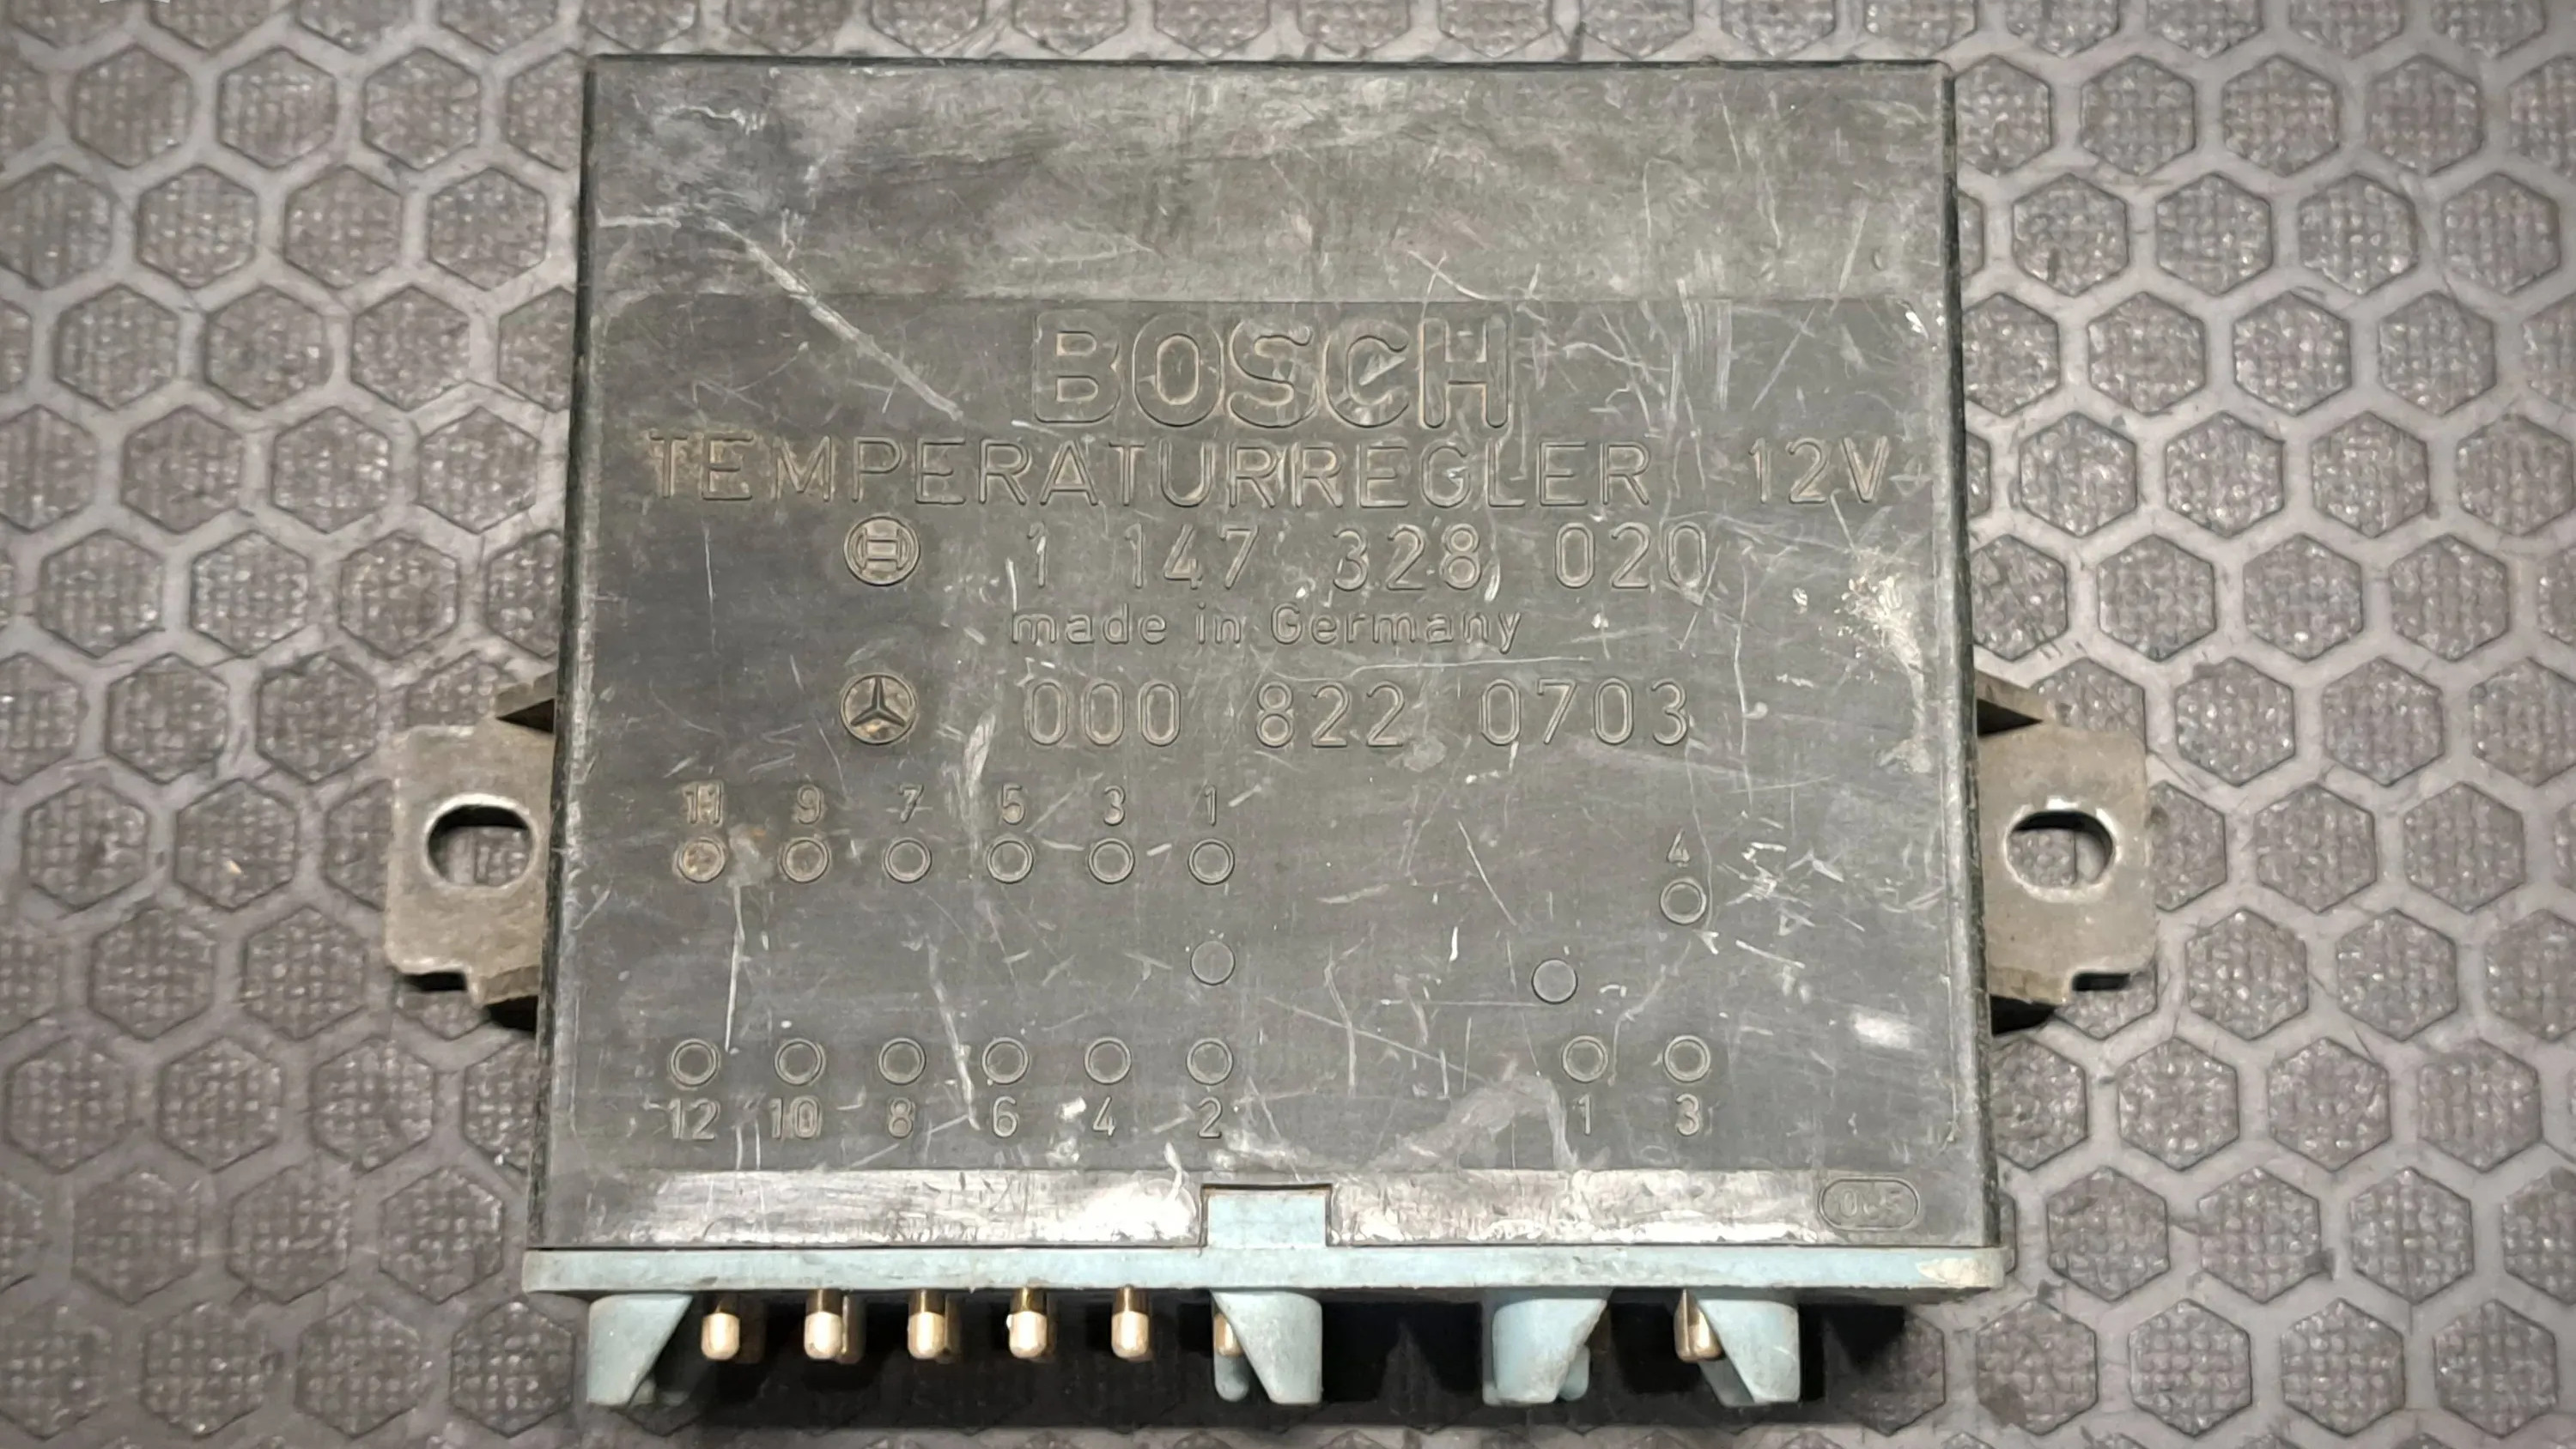 BOSCH
TEMPERATURREGLER 12V
1 147 328 020
made in Germany
000 822 0703
11 9 7 5 3 1
4
12 10 8 6 4 2 1 3